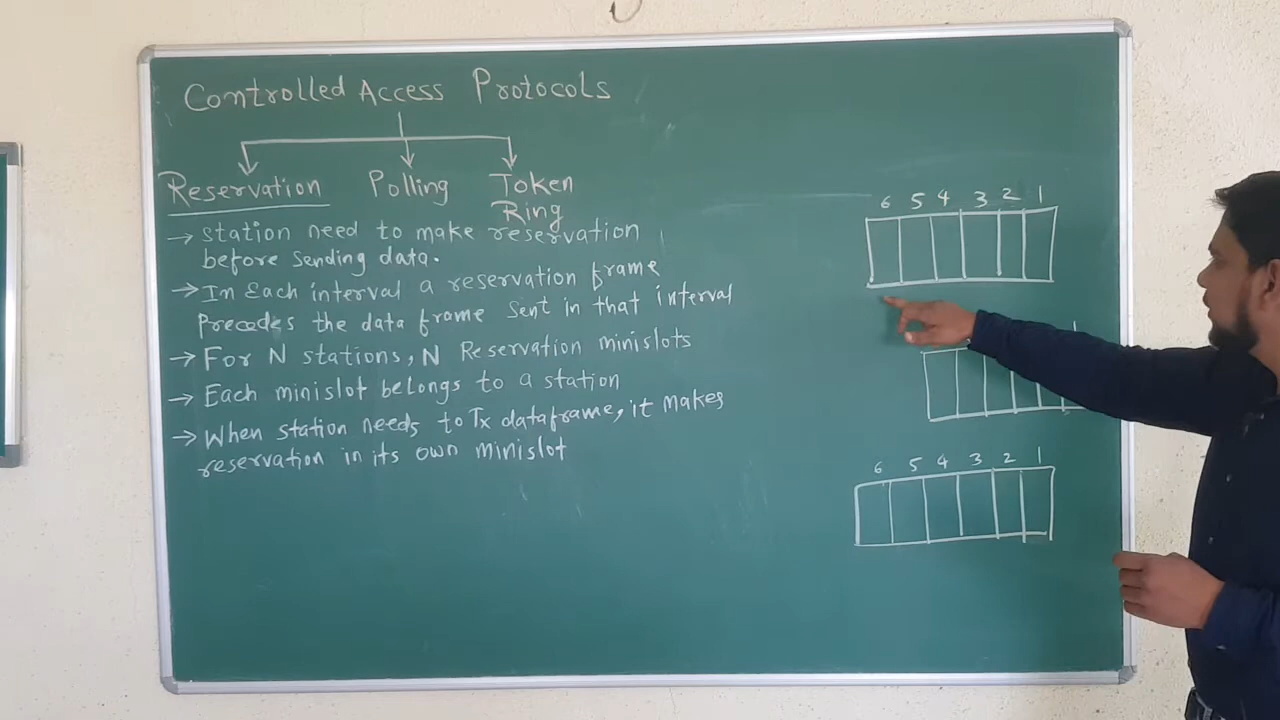 Controlled Access Protocols
Reservation Polling Token
Ring
→ Station need to make reservation
before sending data.
→ In Each interval a reservation frame
Precedes the data frame sent in that interval
→ For N stations, N Reservation minislots
→ Each minislot belongs to a station
→ When station needs to Tx dataframe, it makes
reservation in its own minislot
6 5 4 3 2 1
1
6 5 4 3 2 1